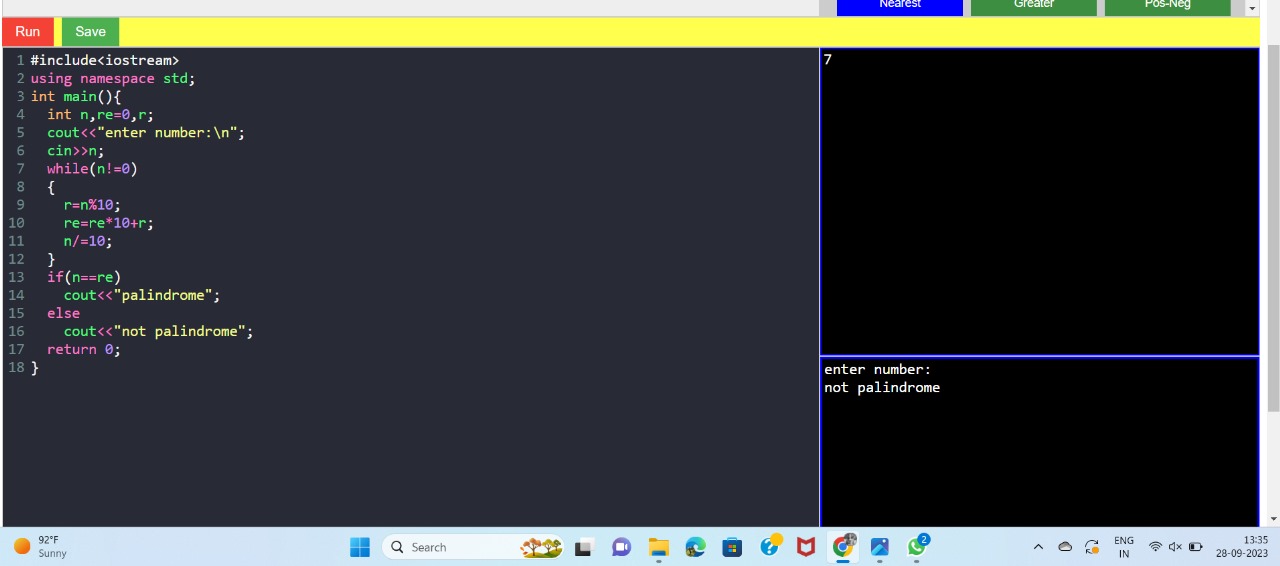 Nearest Greater Pos-Neg
Run Save
7
1 #include<iostream>
2 using namespace std;
3 int main(){
4 int n,re=0,r;
5 cout<<"enter number:\n";
6 cin>>n;
7 while(n!=0)
8 {
9 r=n%10;
10 re=re*10+r;
11 n/=10;
12 }
13 if(n==re)
14 cout<<"palindrome";
15 else
16 cout<<"not palindrome";
17 return 0;
18 }
enter number:
not palindrome
92°F
Sunny
Search
2
ENG
IN
13:35
28-09-2023